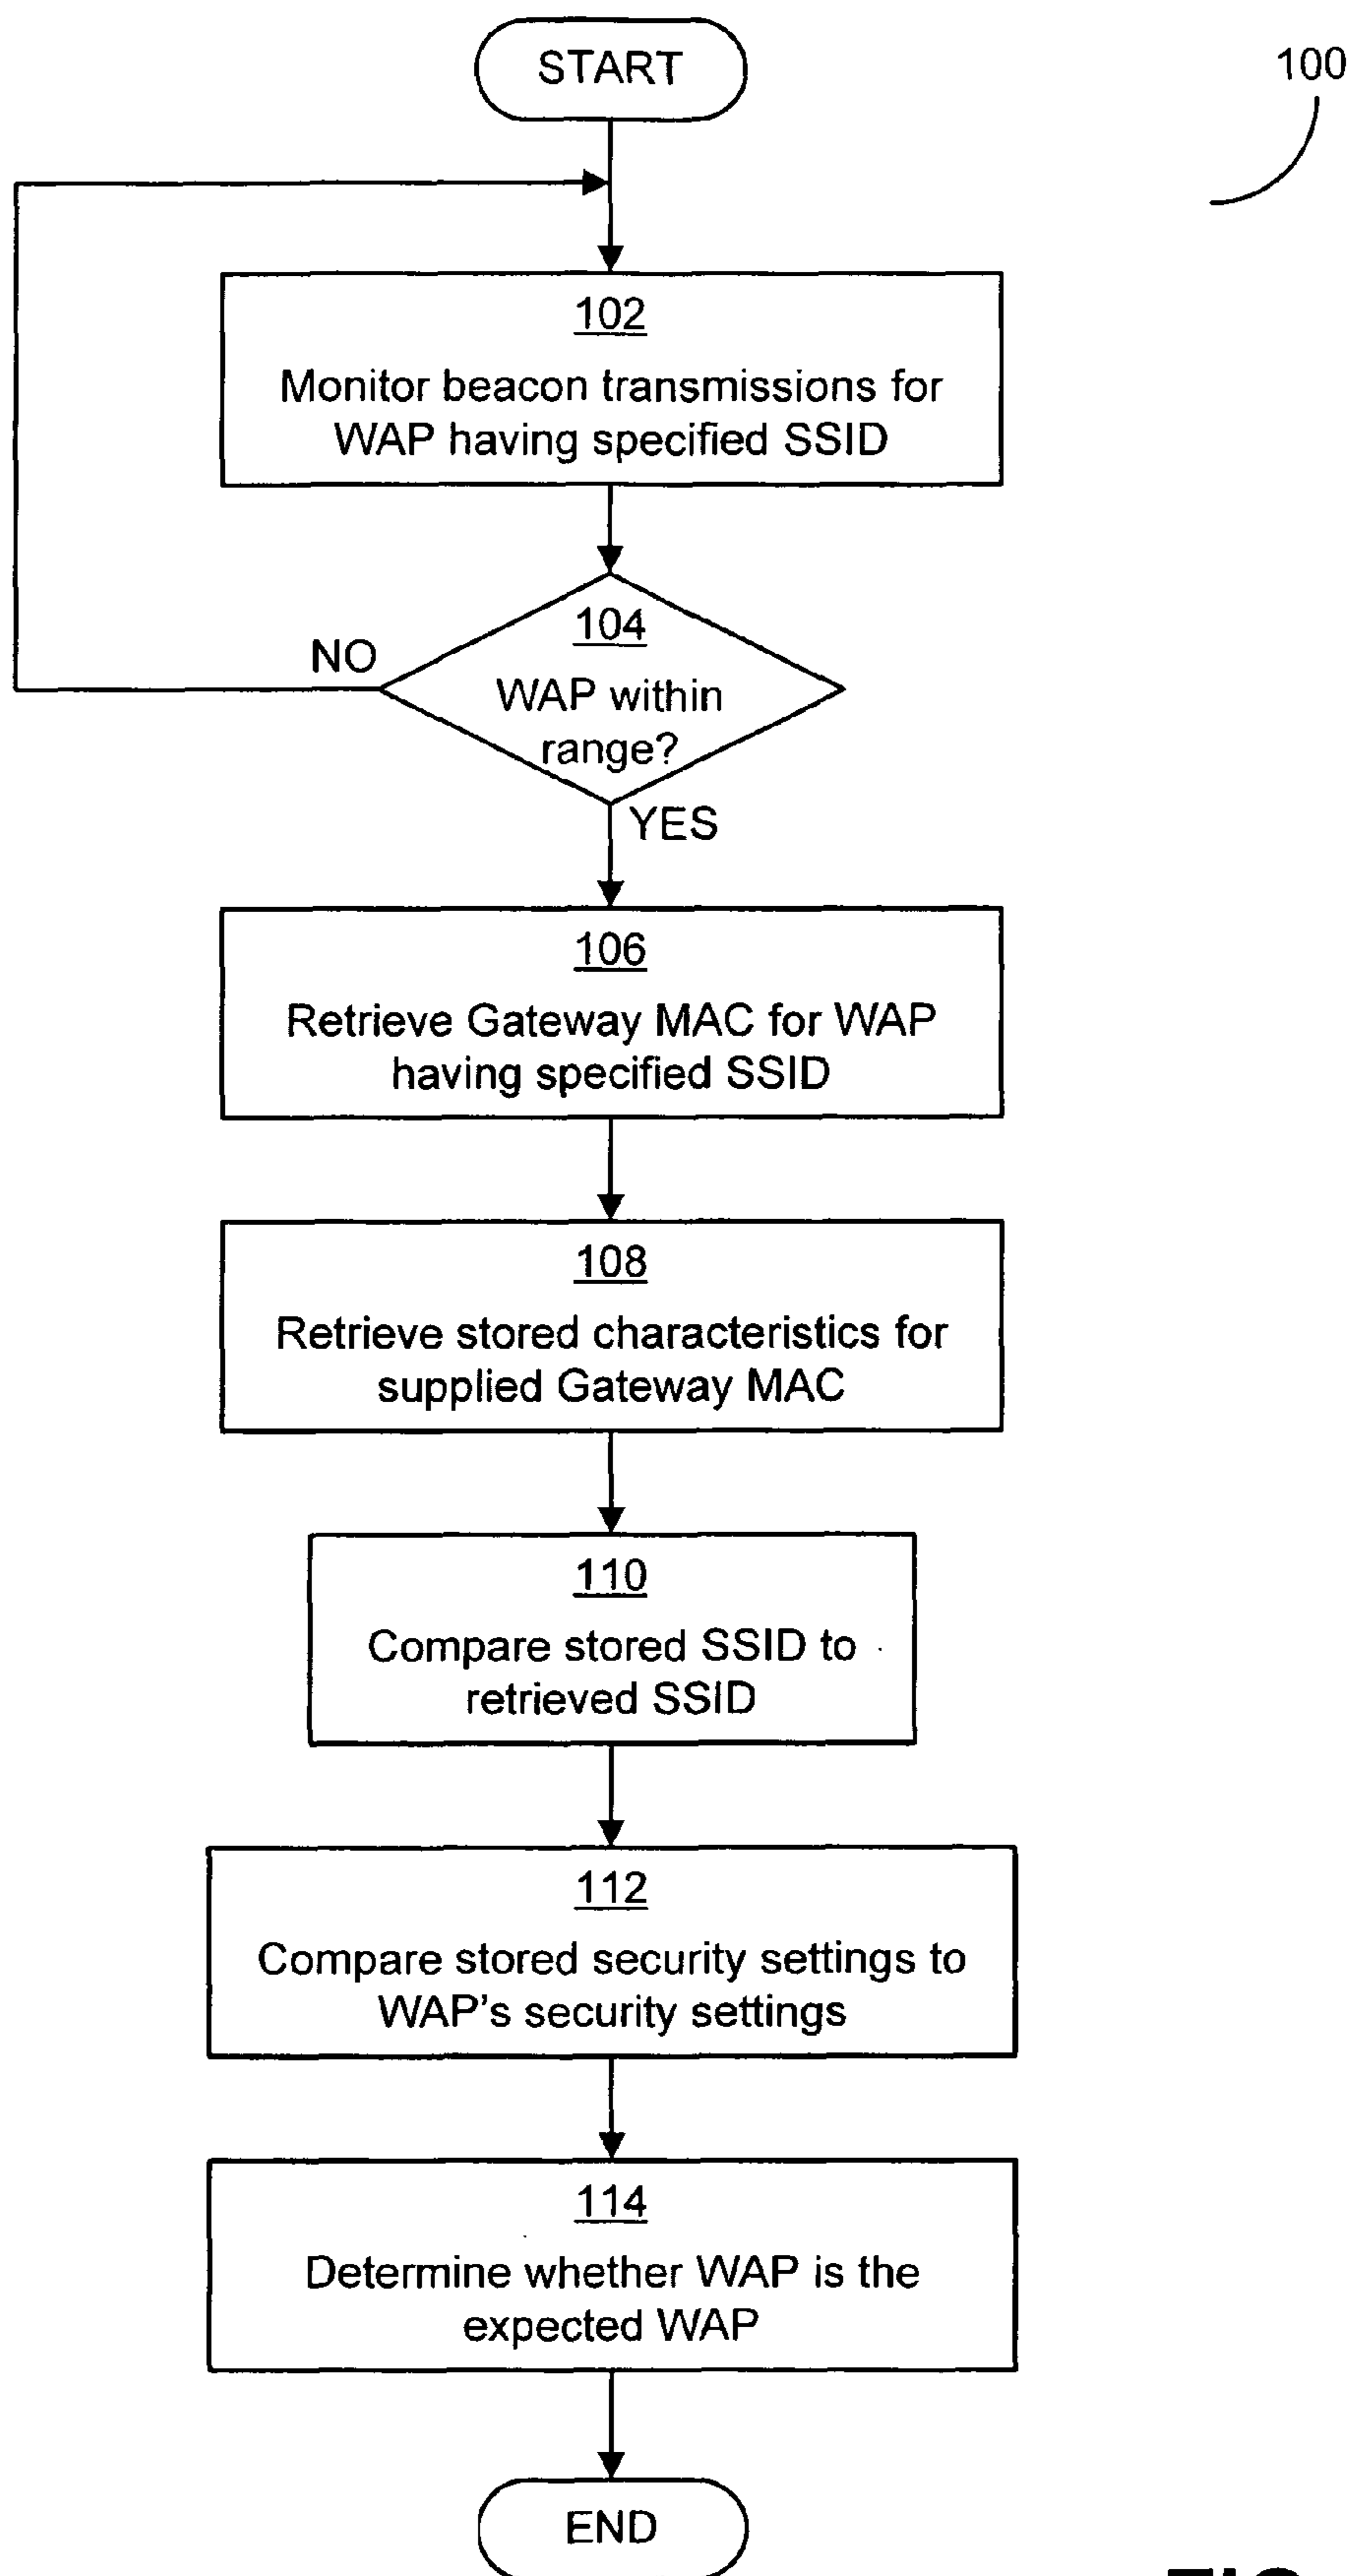 START
100
102
Monitor beacon transmissions for
WAP having specified SSID
104
WAP within
range?
NO
YES
106
Retrieve Gateway MAC for WAP
having specified SSID
108
Retrieve stored characteristics for
supplied Gateway MAC
110
Compare stored SSID to
retrieved SSID
112
Compare stored security settings to
WAP's security settings
114
Determine whether WAP is the
expected WAP
END